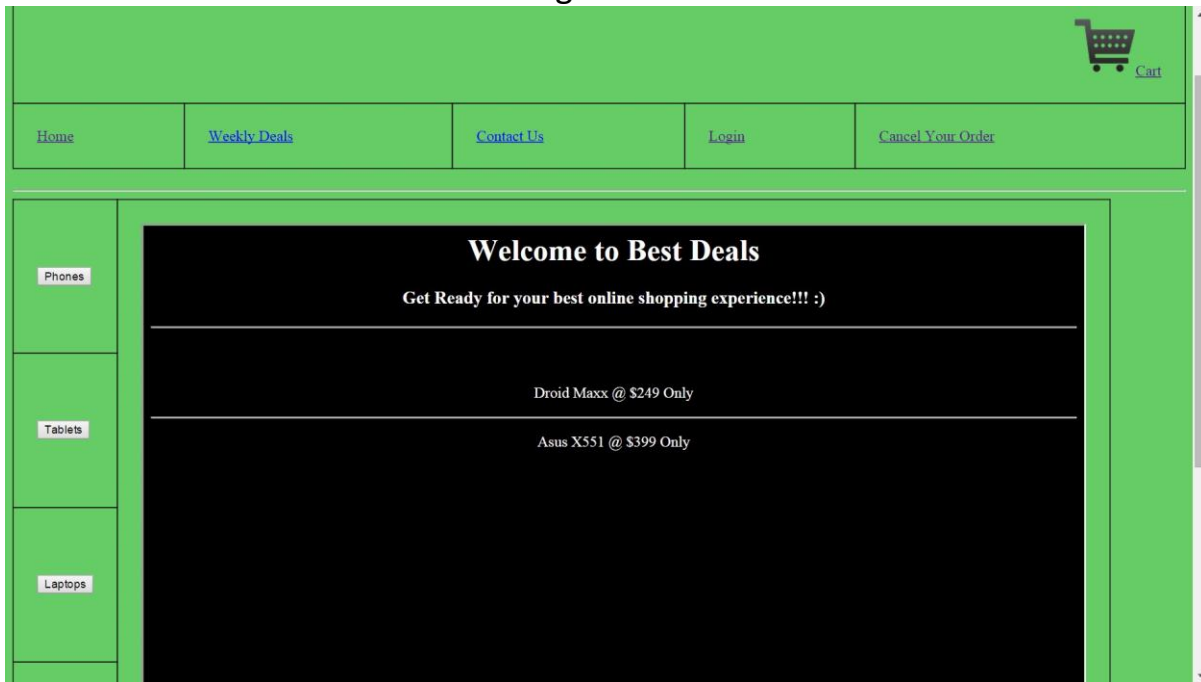 Cart
Home Weekly Deals Contact Us Login Cancel Your Order
Welcome to Best Deals
Get Ready for your best online shopping experience!!! :)
Phones
Droid Maxx @ $249 Only
Tablets
Asus X551 @ $399 Only
Laptops